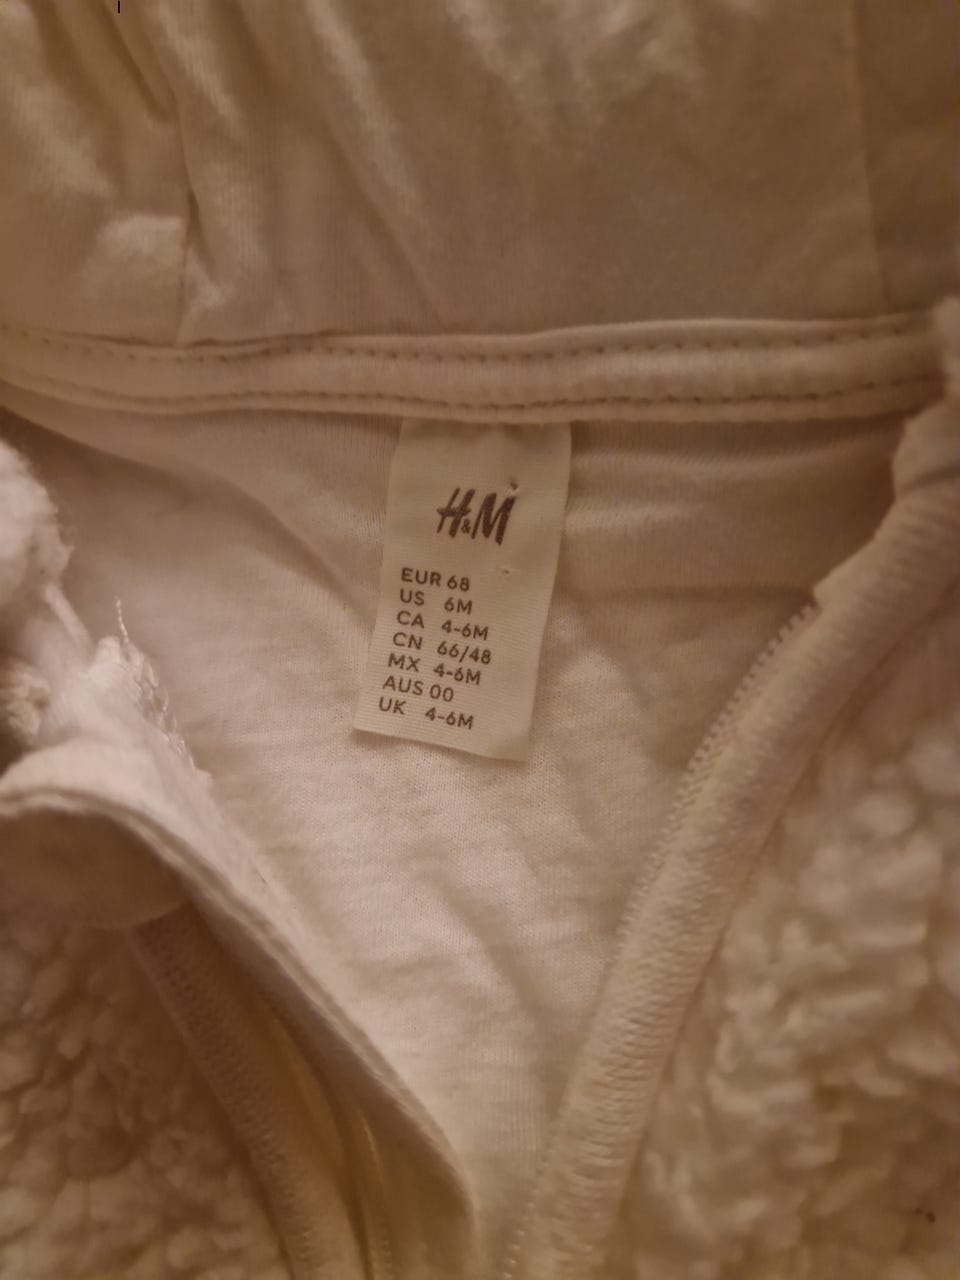 H&M
EUR 68
US 6M
CA 4-6M
CN 66/48
MX 4-6M
AUS 00
UK 4-6M